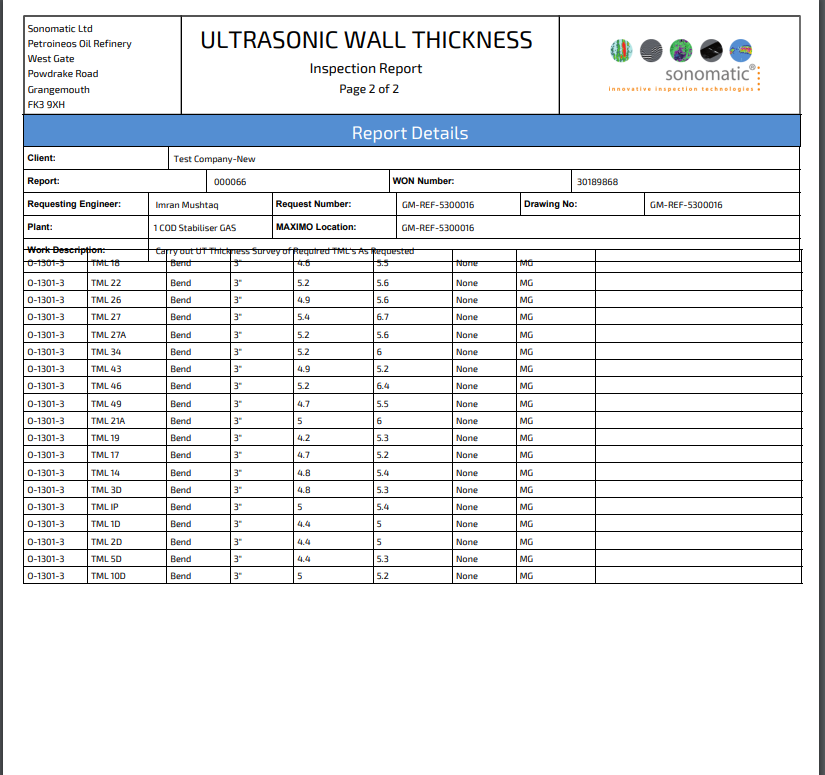 Sonomatic Ltd
Petroineos Oil Refinery
West Gate
Powdrake Road
Grangemouth
FK3 9XH
ULTRASONIC WALL THICKNESS
Inspection Report
Page 2 of 2
sonomatic®
innovative inspection technologies
Report Details
Client: Test Company-New
Report: 000066 WON Number: 30189868
Requesting Engineer: Imran Mushtaq Request Number: GM-REF-5300016 Drawing No: GM-REF-5300016
Plant: 1 COD Stabiliser GAS MAXIMO Location: GM-REF-5300016
Work Description: Carry out UT Thickness Survey of Required TML's As Requested
O-1301-3 TML 18 Bend 3" 4.6 5.5 None MG
O-1301-3 TML 22 Bend 3" 5.2 5.6 None MG
O-1301-3 TML 26 Bend 3" 4.9 5.6 None MG
O-1301-3 TML 27 Bend 3" 5.4 6.7 None MG
O-1301-3 TML 27A Bend 3" 5.2 5.6 None MG
O-1301-3 TML 34 Bend 3" 5.2 6 None MG
O-1301-3 TML 43 Bend 3" 4.9 5.2 None MG
O-1301-3 TML 46 Bend 3" 5.2 6.4 None MG
O-1301-3 TML 49 Bend 3" 4.7 5.5 None MG
O-1301-3 TML 21A Bend 3" 5 6 None MG
O-1301-3 TML 19 Bend 3" 4.2 5.3 None MG
O-1301-3 TML 17 Bend 3" 4.7 5.2 None MG
O-1301-3 TML 14 Bend 3" 4.8 5.4 None MG
O-1301-3 TML 3D Bend 3" 4.8 5.3 None MG
O-1301-3 TML IP Bend 3" 5 5.4 None MG
O-1301-3 TML 1D Bend 3" 4.4 5 None MG
O-1301-3 TML 2D Bend 3" 4.4 5 None MG
O-1301-3 TML 5D Bend 3" 4.4 5.3 None MG
O-1301-3 TML 10D Bend 3" 5 5.2 None MG